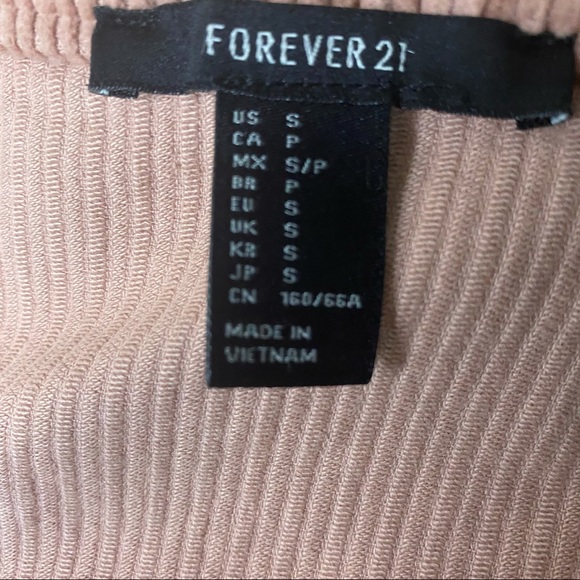 FOREVER 21
US S
CA P
MX S/P
BR P
EU S
UK S
KR S
JP S
CN 160/66A
MADE IN
VIETNAM